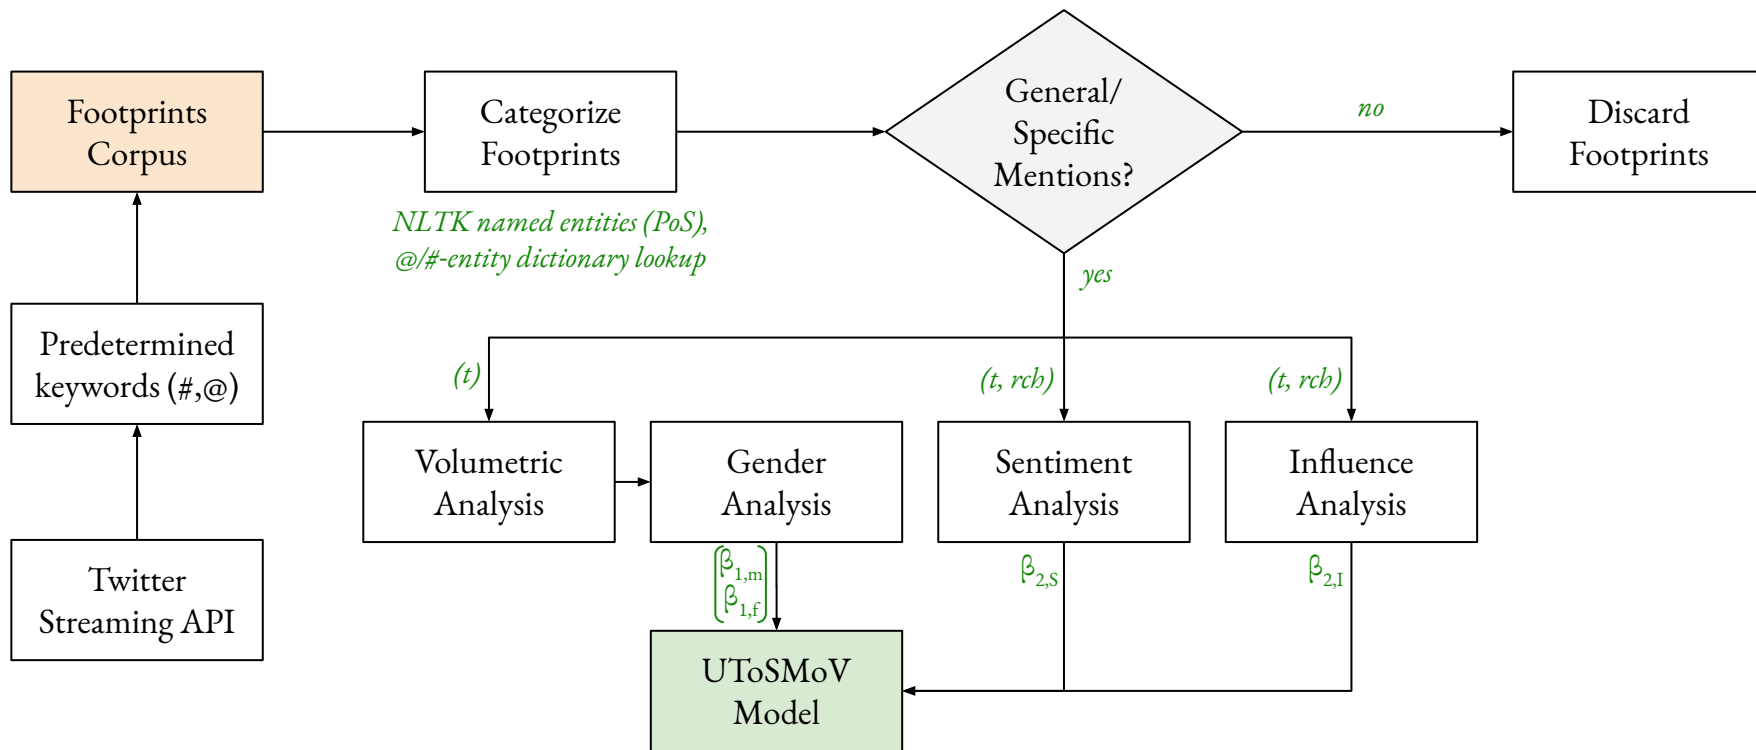 Footprints
Corpus
Categorize
Footprints
General/
Specific
Mentions?
no
Discard
Footprints
NLTK named entities (PoS),
@/#-entity dictionary lookup
yes
Predetermined
keywords (#,@)
(t)
(t, rch)
(t, rch)
Volumetric
Analysis
Gender
Analysis
Sentiment
Analysis
Influence
Analysis
Twitter
Streaming API
β1,m
β1,f
β2,S
β2,I
UToSMoV
Model